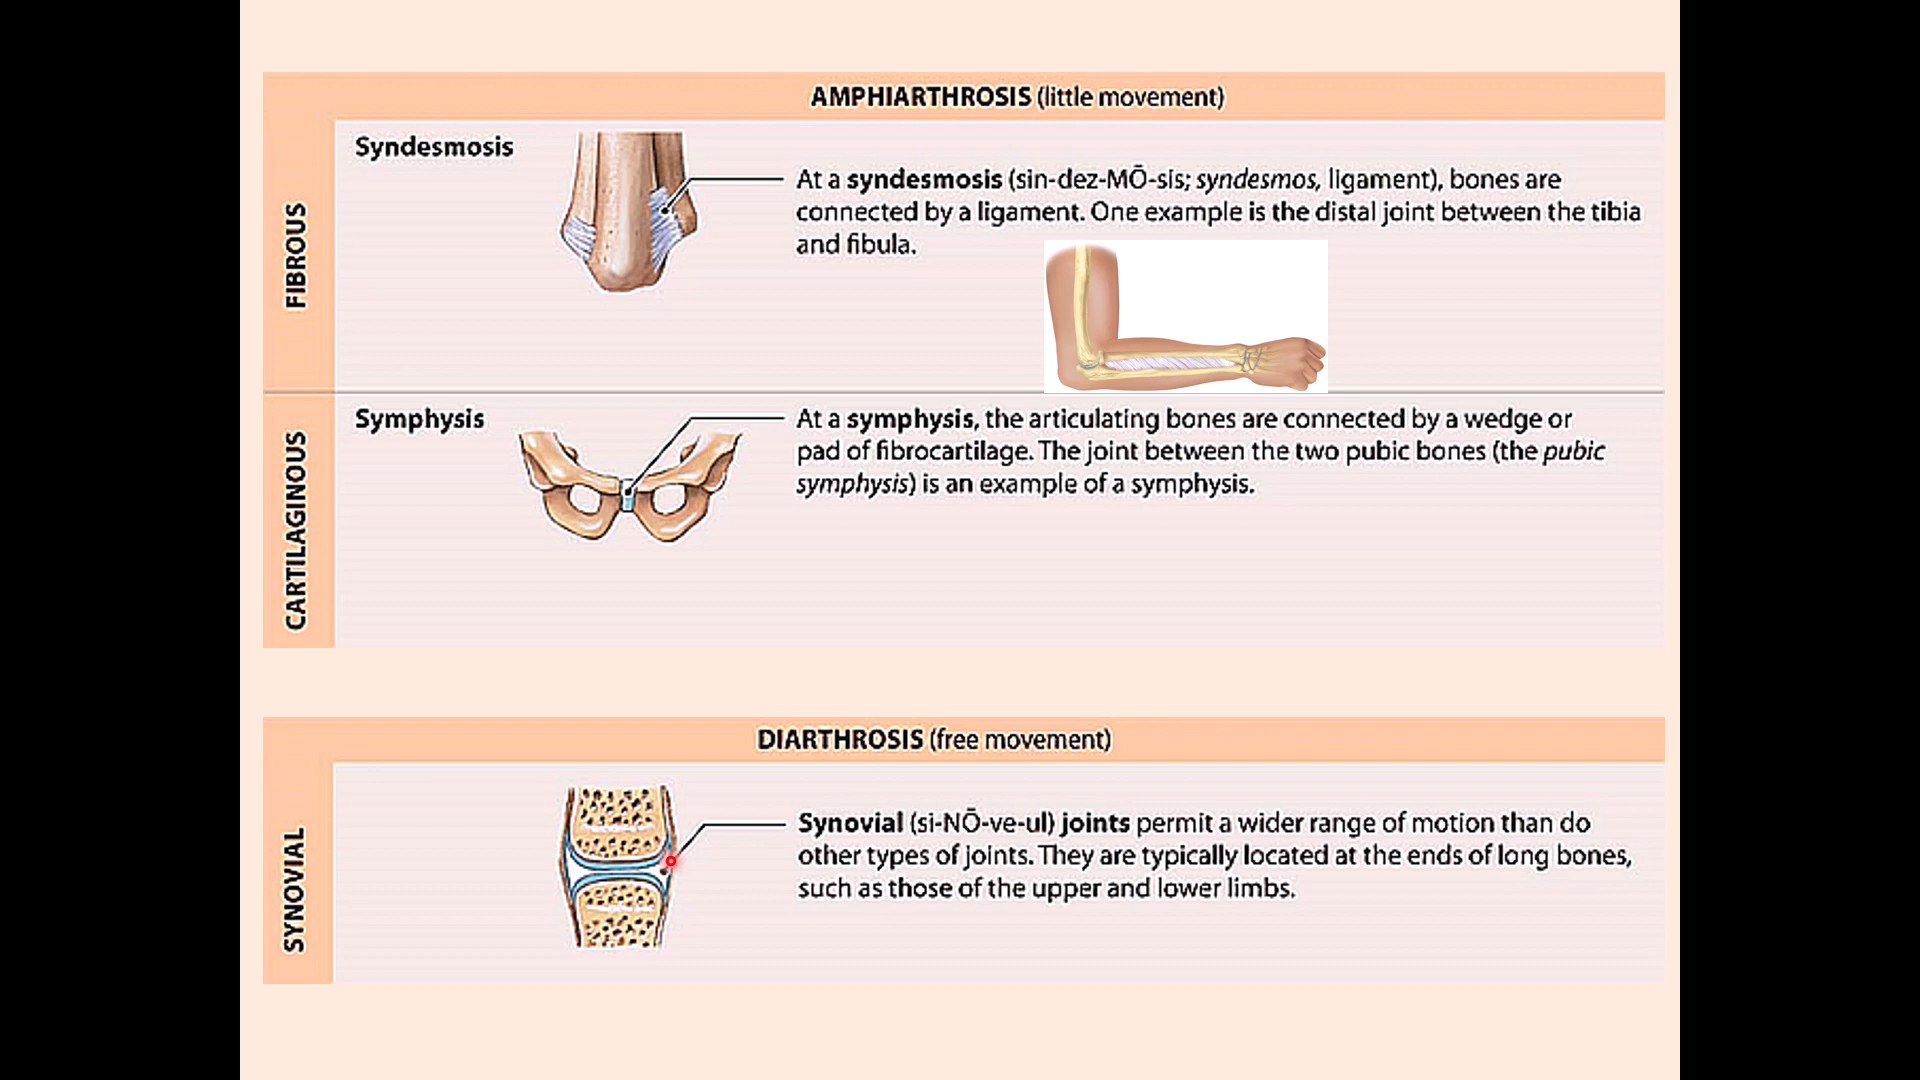 AMPHIARTHROSIS (little movement)
FIBROUS
Syndesmosis
At a syndesmosis (sin-dez-MŌ-sis; syndesmos, ligament), bones are
connected by a ligament. One example is the distal joint between the tibia
and fibula.
CARTILAGINOUS
Symphysis
At a symphysis, the articulating bones are connected by a wedge or
pad of fibrocartilage. The joint between the two pubic bones (the pubic
symphysis) is an example of a symphysis.
DIARTHROSIS (free movement)
SYNOVIAL
Synovial (si-NŌ-ve-ul) joints permit a wider range of motion than do
other types of joints. They are typically located at the ends of long bones,
such as those of the upper and lower limbs.